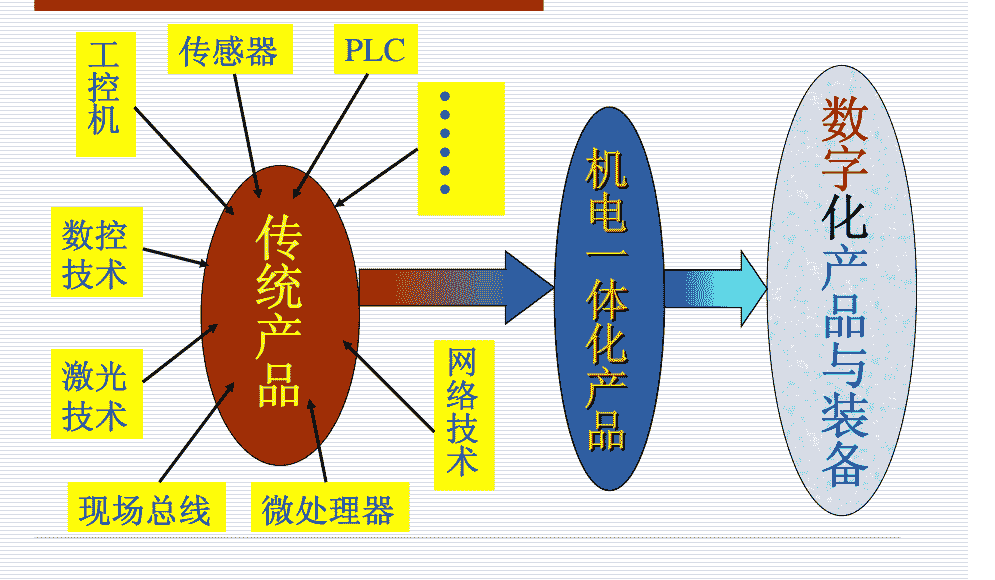 工控机
传感器
PLC
••••••
数控
技术
激光
技术
现场总线
微处理器
网络技术
传统产品
机电一体化产品
数字化产品与装备